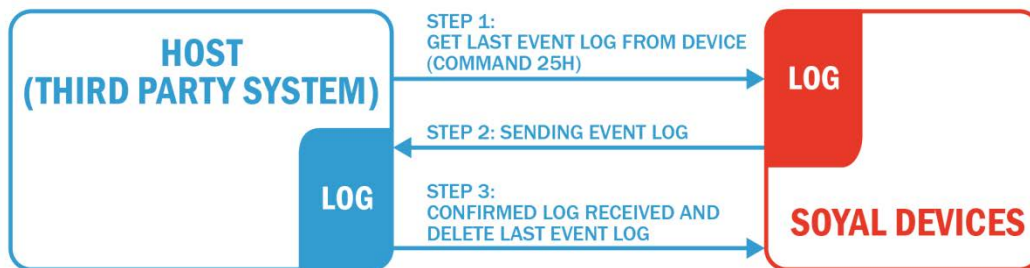 HOST
(THIRD PARTY SYSTEM)
LOG
STEP 1:
GET LAST EVENT LOG FROM DEVICE
(COMMAND 25H)
STEP 2: SENDING EVENT LOG
STEP 3:
CONFIRMED LOG RECEIVED AND
DELETE LAST EVENT LOG
LOG
SOYAL DEVICES